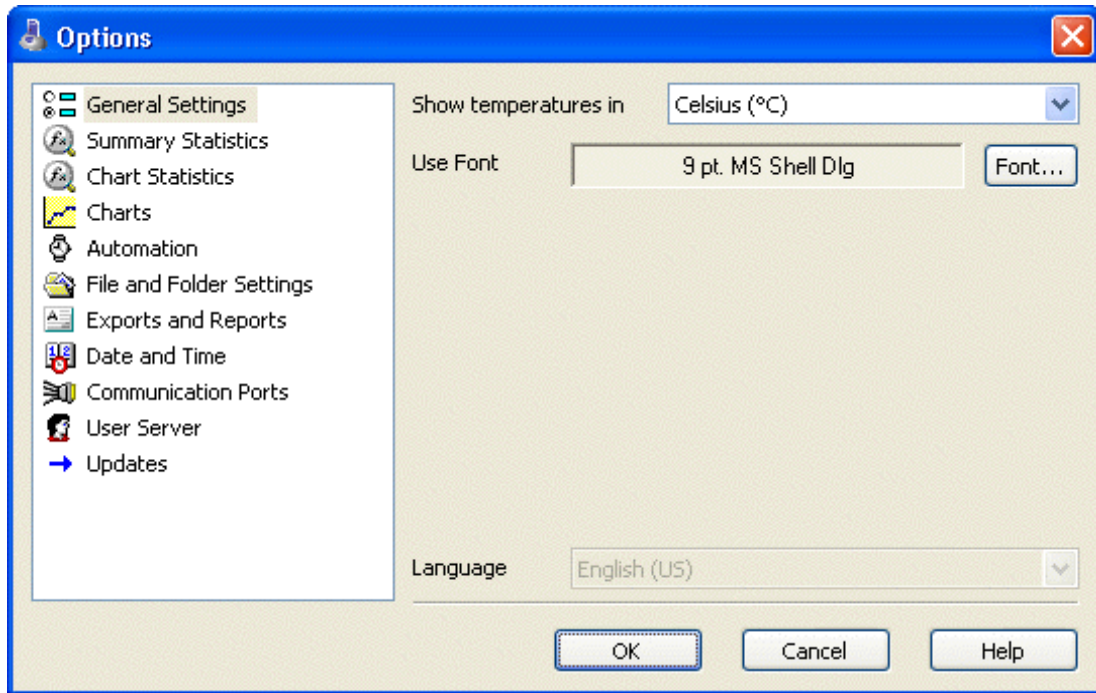 Options
General Settings
Summary Statistics
Chart Statistics
Charts
Automation
File and Folder Settings
Exports and Reports
Date and Time
Communication Ports
User Server
Updates
Show temperatures in
Celsius (°C)
Use Font
9 pt. MS Shell Dlg
Font...
Language
English (US)
OK
Cancel
Help